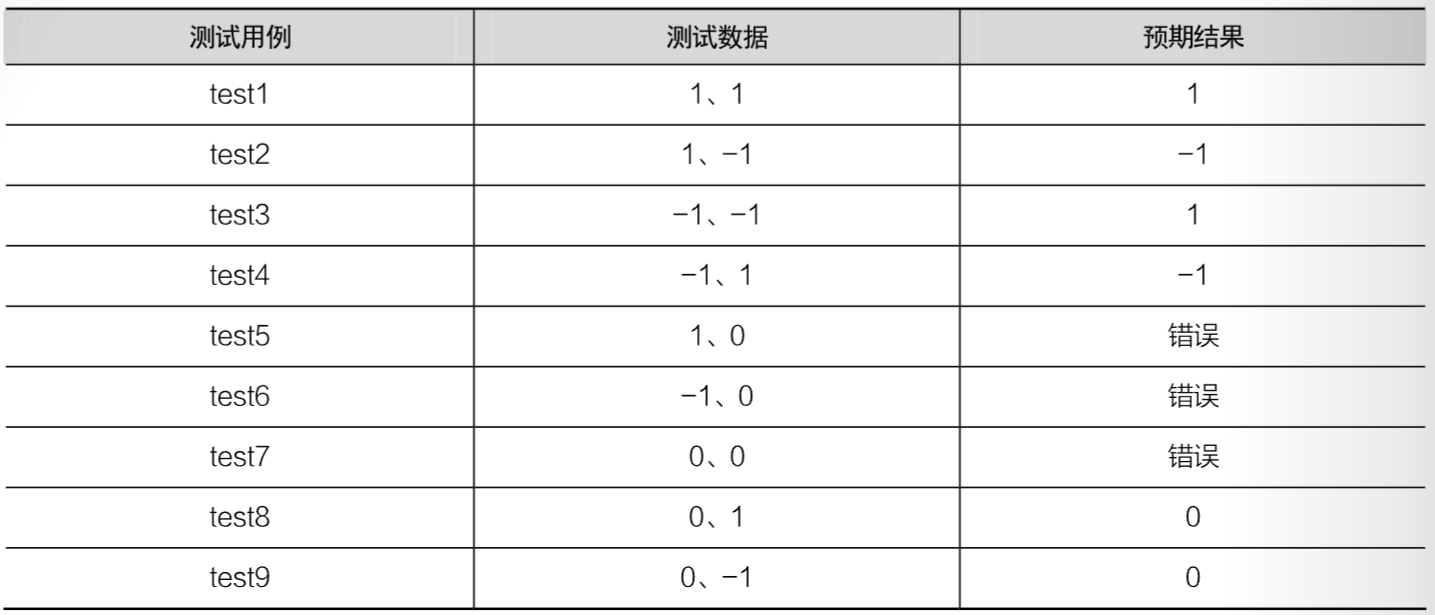 测试用例 测试数据 预期结果
test1 1、1 1
test2 1、-1 -1
test3 -1、-1 1
test4 -1、1 -1
test5 1、0 错误
test6 -1、0 错误
test7 0、0 错误
test8 0、1 0
test9 0、-1 0